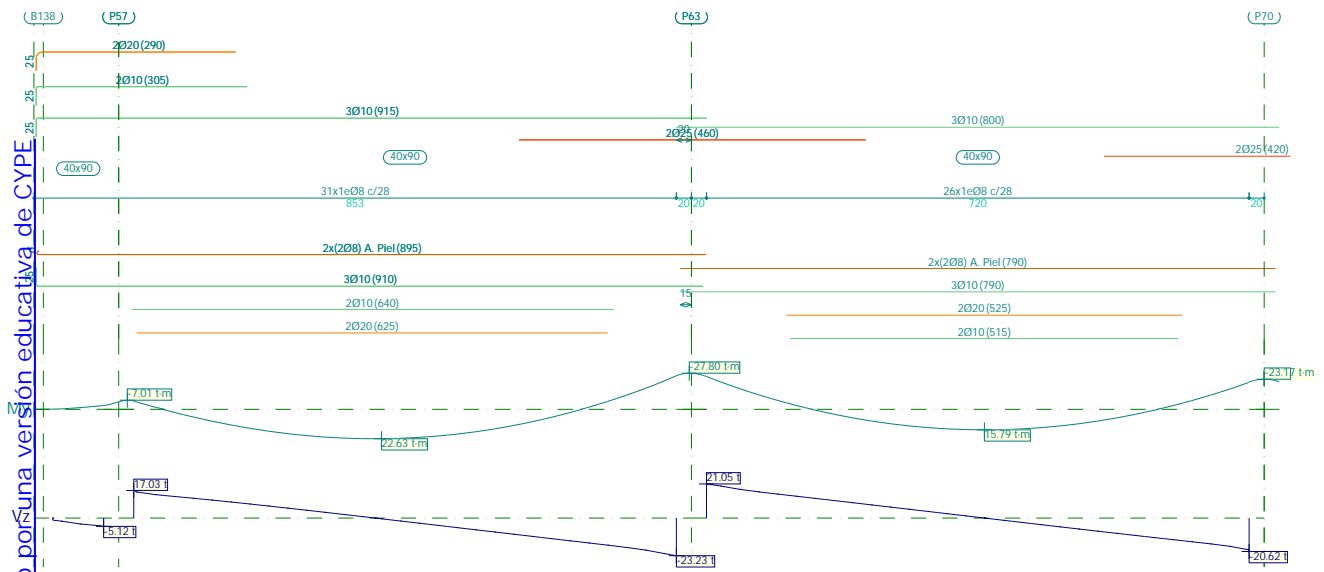 B138 P57 P63 P70
2Ø20 (290)
25
2Ø10 (305)
25
3Ø10 (915)
25
3Ø10 (800)
20
2Ø25 (460)
2Ø25 (420)
40x90 40x90 40x90
31x1eØ8 c/28 26x1eØ8 c/28
853 20 20 720 20
2x(2Ø8) A. Piel (895)
2x(2Ø8) A. Piel (790)
25
3Ø10 (910)
3Ø10 (790)
15
2Ø10 (640)
2Ø20 (525)
2Ø20 (625)
2Ø10 (515)
-27.80 t·m
-23.17 t·m
-7.01 t·m
My
22.63 t·m
15.79 t·m
17.03 t
21.05 t
Vz
-5.12 t
-23.23 t
-20.62 t
por una versión educativa de CYPE